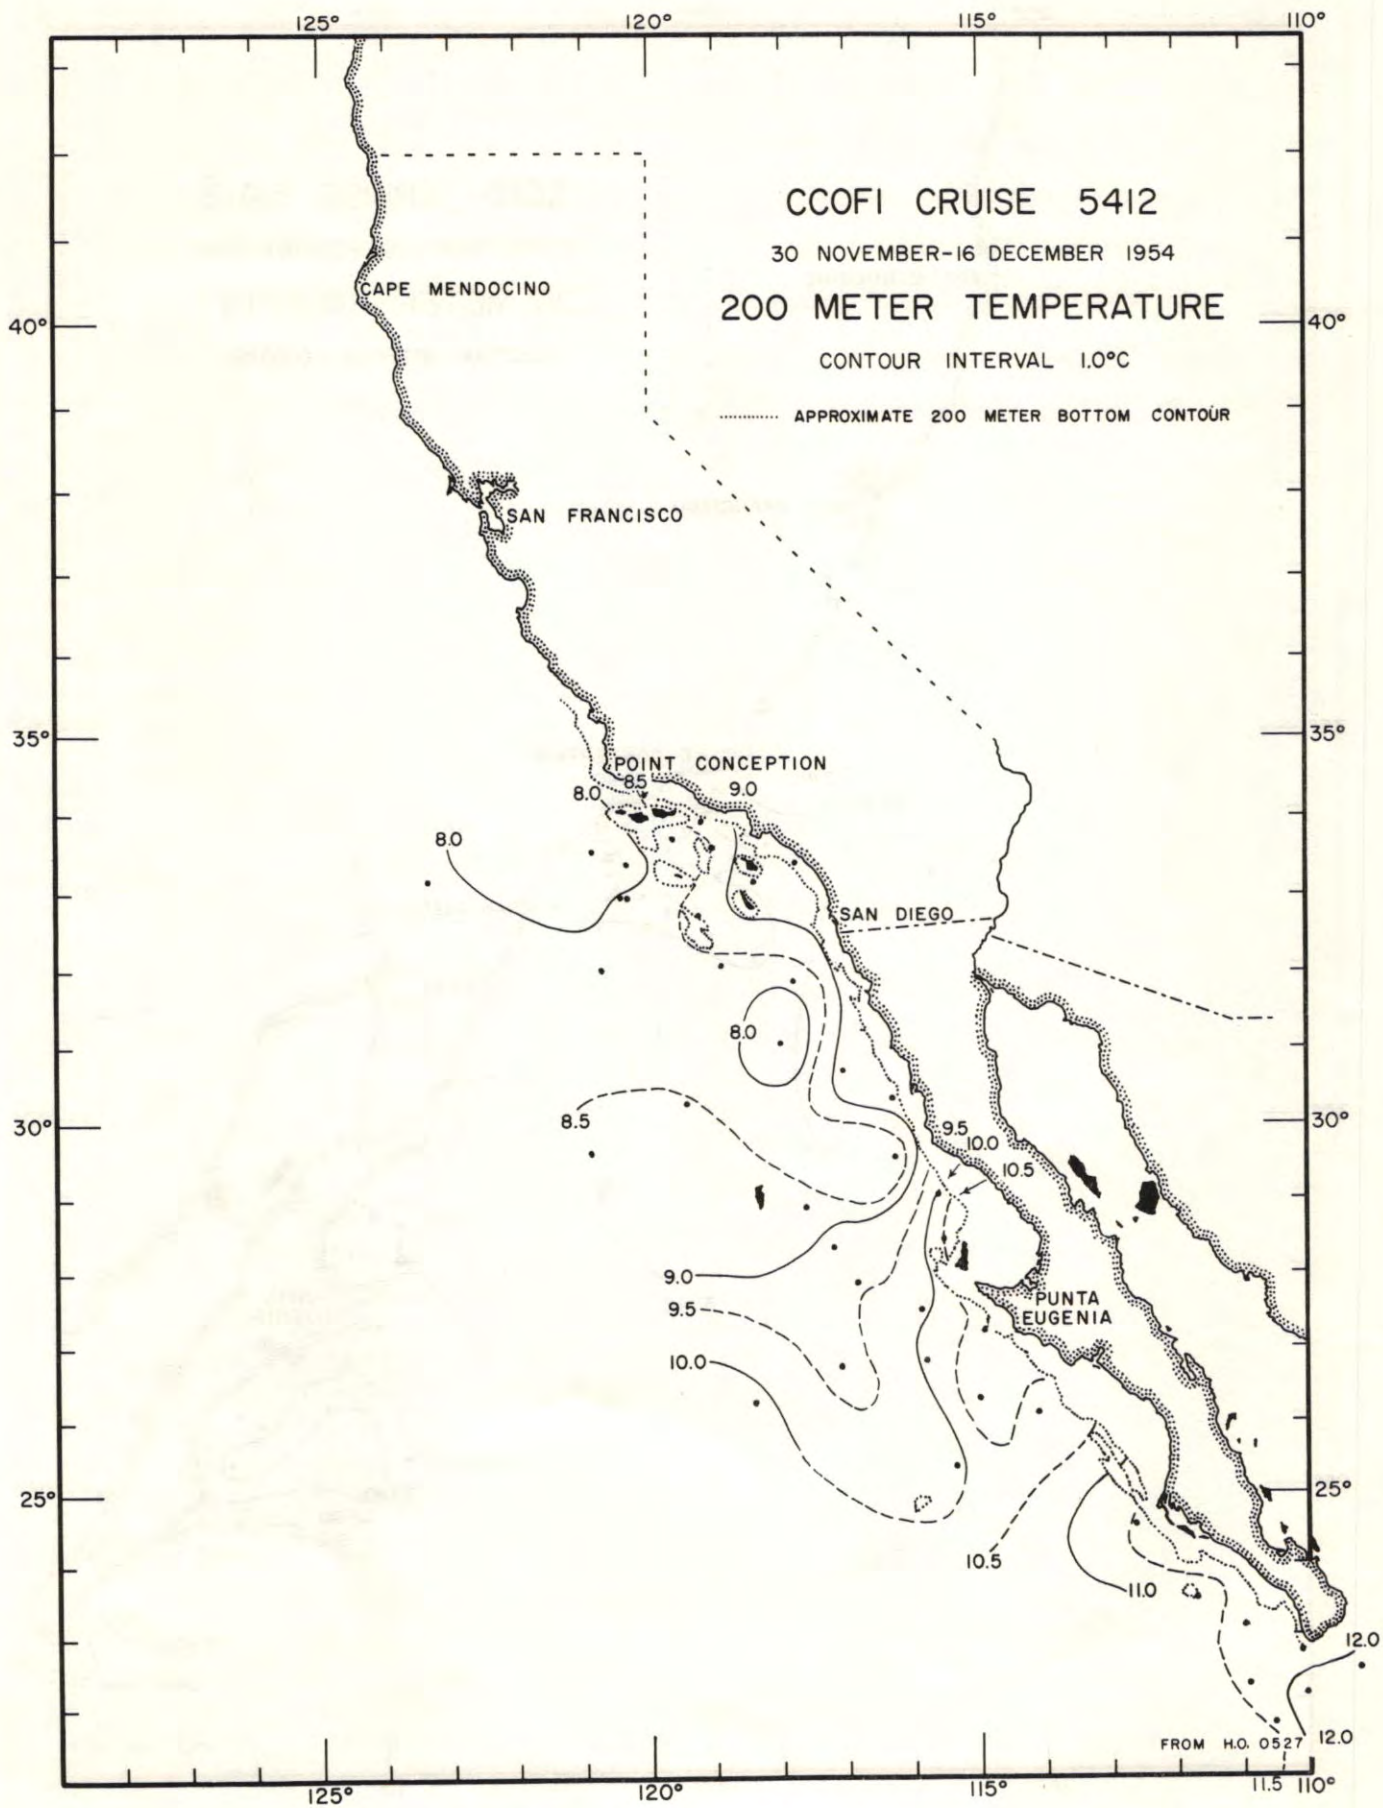 125° 120° 115° 110°
CCOFI CRUISE 5412
30 NOVEMBER-16 DECEMBER 1954
CAPE MENDOCINO
200 METER TEMPERATURE
40° 40°
CONTOUR INTERVAL 1.0°C
APPROXIMATE 200 METER BOTTOM CONTOUR
SAN FRANCISCO
35° 35°
POINT CONCEPTION
8.0 8.5 9.0
8.0
SAN DIEGO
8.0
8.5
30° 30°
9.5
10.0
10.5
9.0
9.5
PUNTA
EUGENIA
10.0
25° 25°
10.5
11.0
12.0
FROM H.O. 0527 12.0
125° 120° 115° 11.5 110°